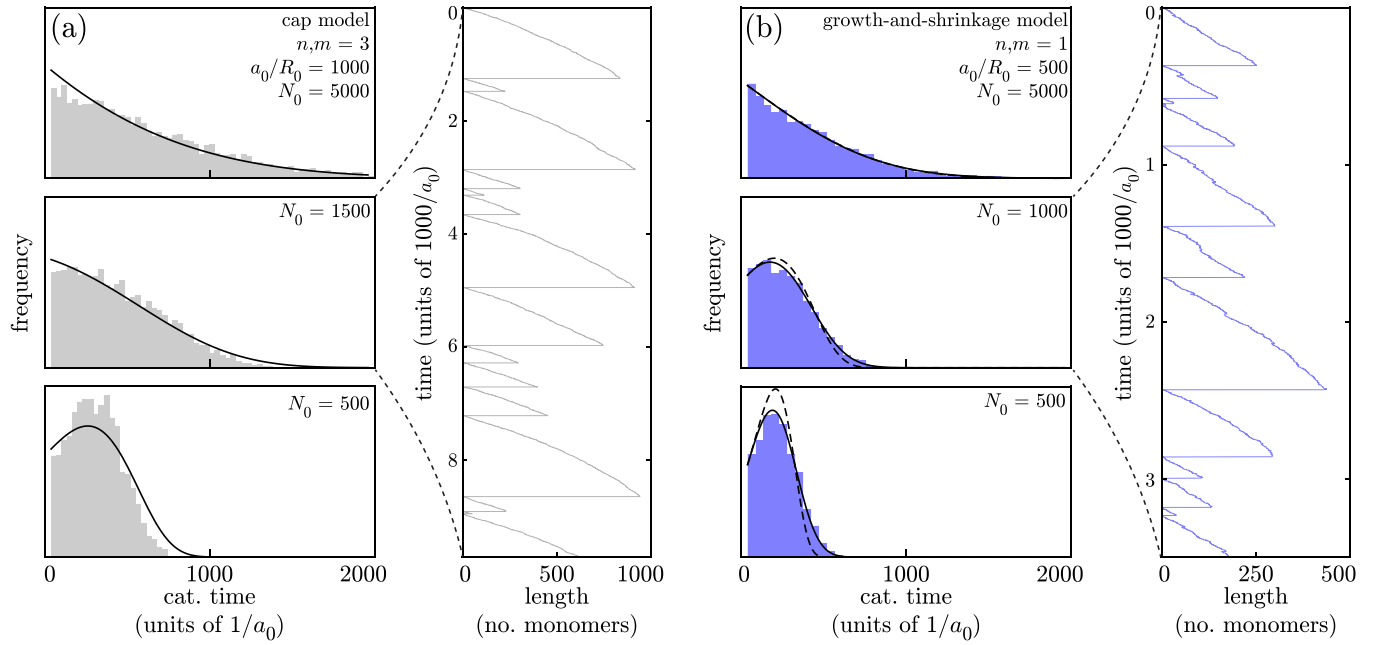 (a)
cap model
n,m = 3
a0/R0 = 1000
N0 = 5000
N0 = 1500
N0 = 500
frequency
0 1000 2000
cat. time
(units of 1/a0)
0
2
4
6
8
time (units of 1000/a0)
0 500 1000
length
(no. monomers)
(b)
growth-and-shrinkage model
n,m = 1
a0/R0 = 500
N0 = 5000
N0 = 1000
N0 = 500
frequency
0 1000 2000
cat. time
(units of 1/a0)
0
1
2
3
time (units of 1000/a0)
0 250 500
length
(no. monomers)